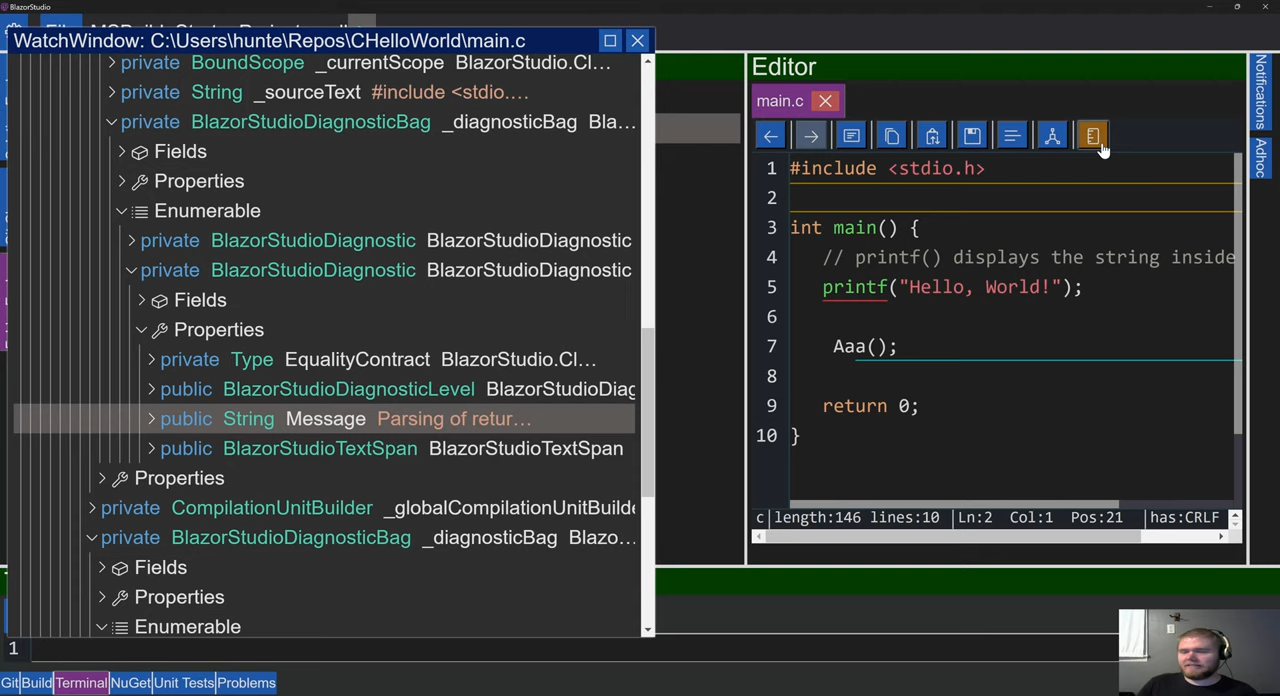 BlazorStudio
WatchWindow: C:\Users\hunte\Repos\CHelloWorld\main.c
private BoundScope _currentScope BlazorStudio.Cl...
private String _sourceText #include <stdio....
private BlazorStudioDiagnosticBag _diagnosticBag Bla...
Fields
Properties
Enumerable
private BlazorStudioDiagnostic BlazorStudioDiagnostic
private BlazorStudioDiagnostic BlazorStudioDiagnostic
Fields
Properties
private Type EqualityContract BlazorStudio.Cl...
public BlazorStudioDiagnosticLevel BlazorStudioDiag
public String Message Parsing of retur...
public BlazorStudioTextSpan BlazorStudioTextSpan
Properties
private CompilationUnitBuilder _globalCompilationUnitBuilde
private BlazorStudioDiagnosticBag _diagnosticBag Blazo...
Fields
Properties
Enumerable
1
Editor
main.c
1 #include <stdio.h>
2
3 int main() {
4 // printf() displays the string inside
5 printf("Hello, World!");
6
7 Aaa();
8
9 return 0;
10 }
c length:146 lines:10 Ln:2 Col:1 Pos:21 has:CRLF
Notifications
Adhoc
Git Build Terminal NuGet Unit Tests Problems